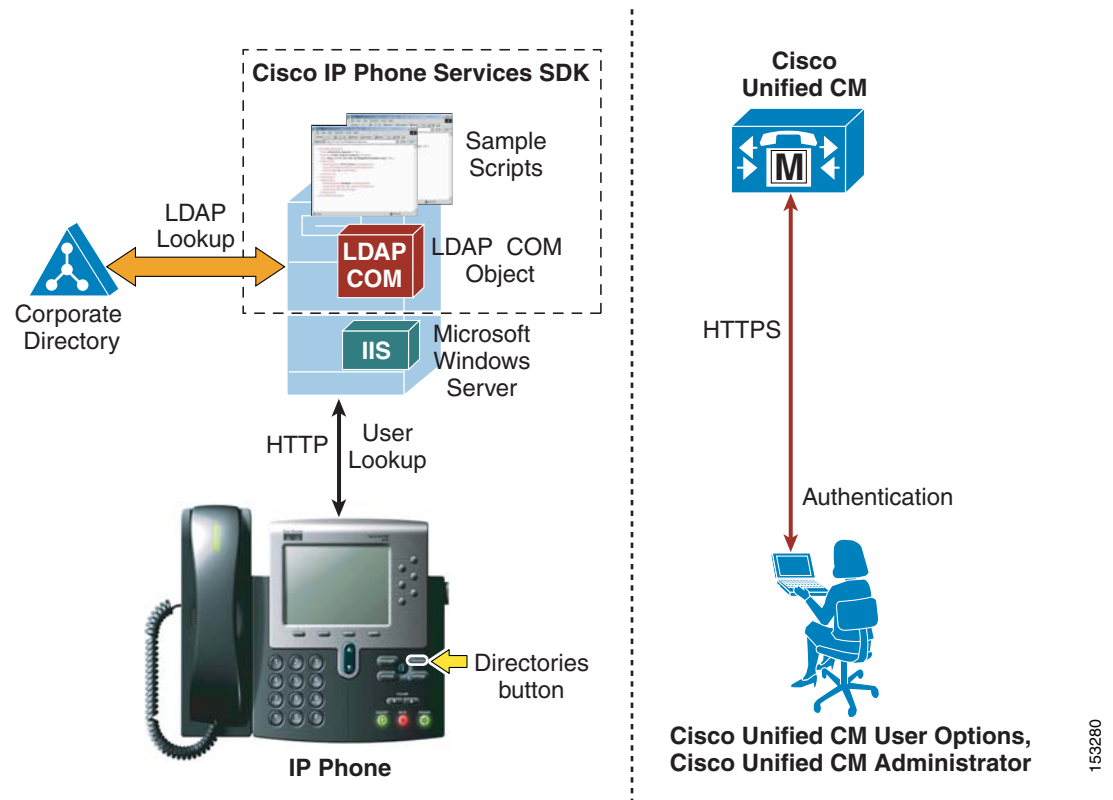 Cisco IP Phone Services SDK
Sample
Scripts
LDAP
Lookup
LDAP
COM
LDAP COM
Object
Corporate
Directory
IIS
Microsoft
Windows
Server
HTTP
User
Lookup
Directories
button
IP Phone
Cisco
Unified CM
M
HTTPS
Authentication
Cisco Unified CM User Options,
Cisco Unified CM Administrator
153280